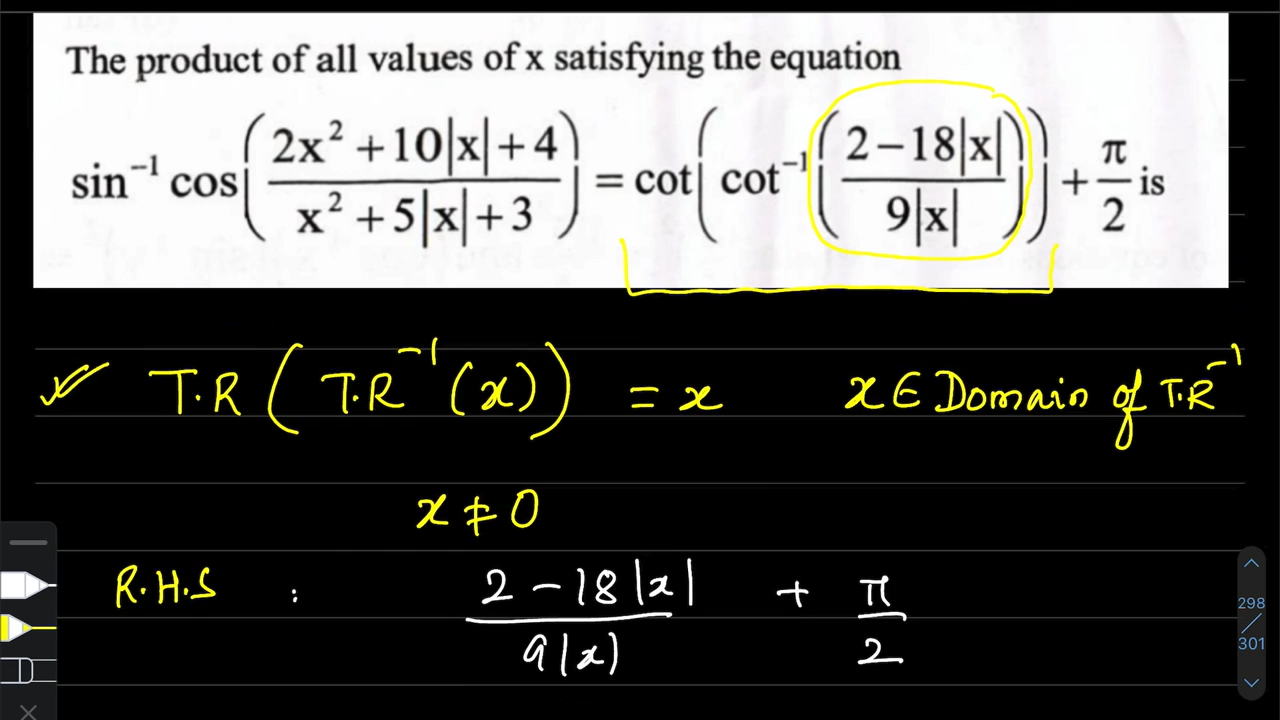 The product of all values of x satisfying the equation
sin⁻¹ cos((2x² + 10|x| + 4)/(x² + 5|x| + 3)) = cot(cot⁻¹((2 − 18|x|)/(9|x|))) + π/2 is
T.R (T.R⁻¹ (x)) = x x ∈ Domain of T.R⁻¹
x ≠ 0
R.H.S : (2 − 18|x|)/(9|x|) + π/2
298
/
301